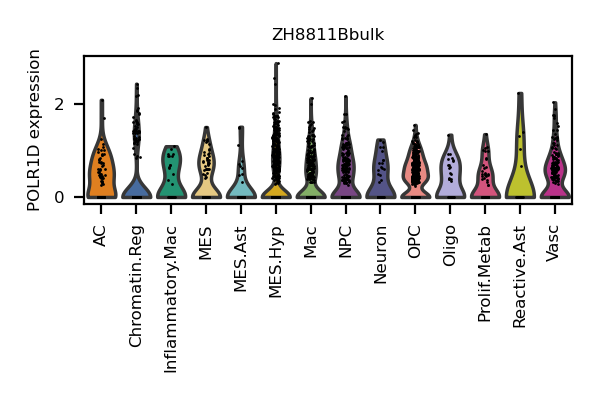 ZH8811Bbulk
POLR1D expression
2
0
AC
Chromatin.Reg
Inflammatory.Mac
MES
MES.Ast
MES.Hyp
Mac
NPC
Neuron
OPC
Oligo
Prolif.Metab
Reactive.Ast
Vasc